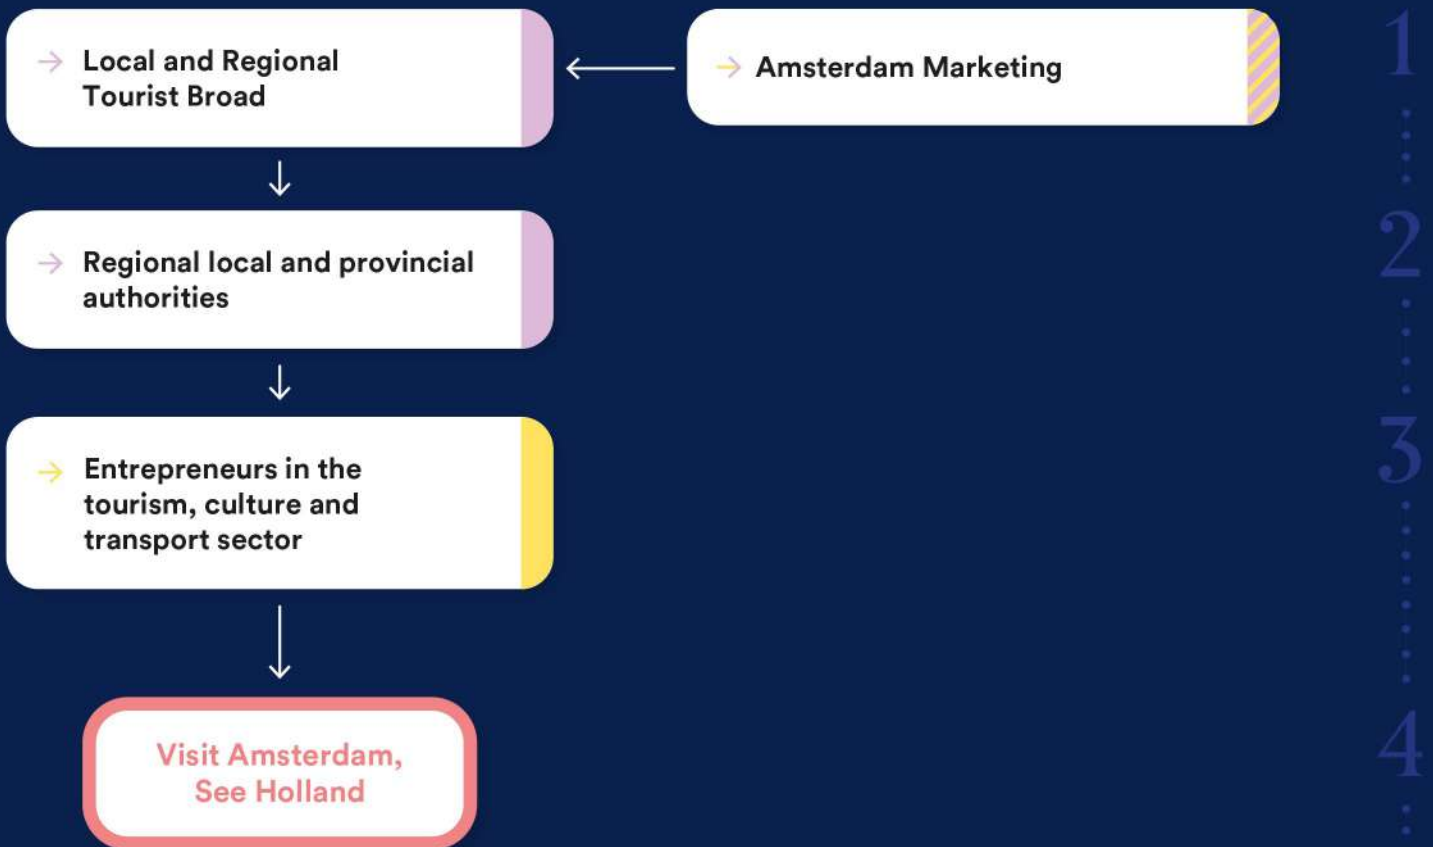 Local and Regional
Tourist Broad
Amsterdam Marketing
1
Regional local and provincial
authorities
2
Entrepreneurs in the
tourism, culture and
transport sector
3
Visit Amsterdam,
See Holland
4